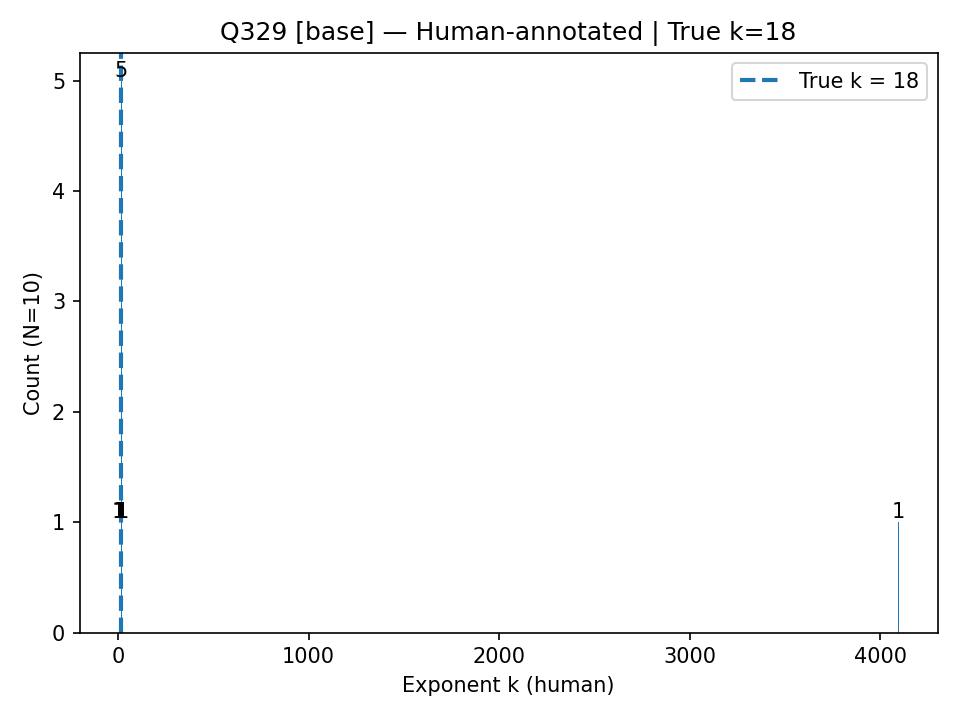 Q329 [base] — Human-annotated | True k=18
True k = 18
5
1
1
Count (N=10)
5
4
3
2
1
0
0 1000 2000 3000 4000
Exponent k (human)